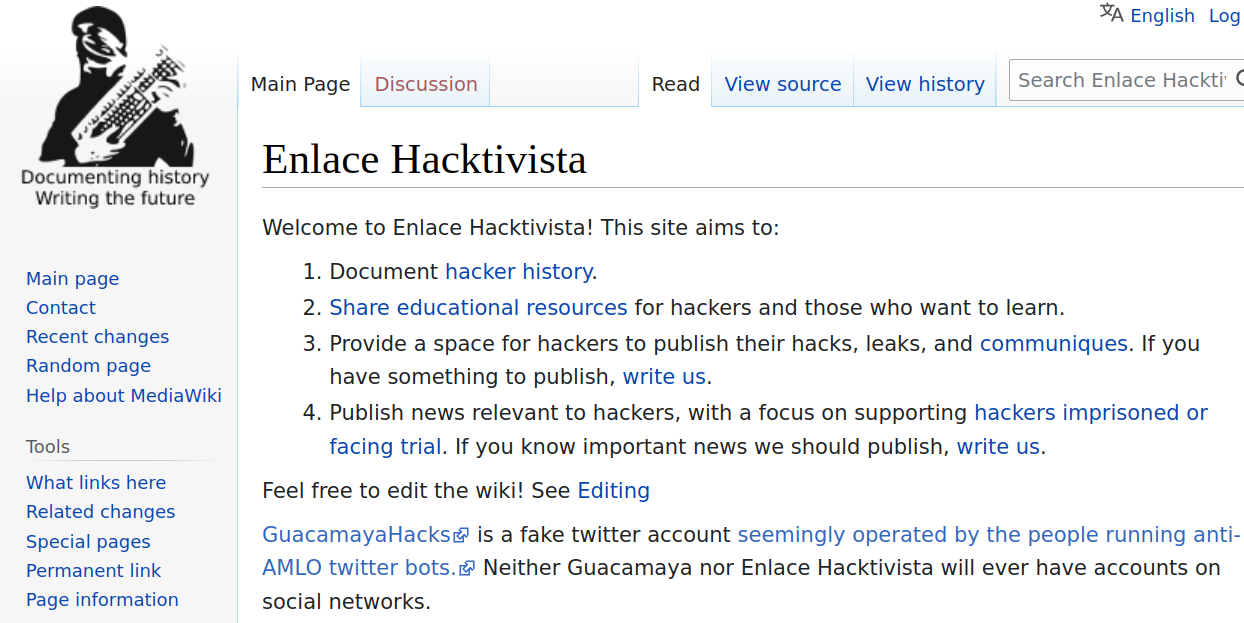 English Log
Documenting history
Writing the future
Main Page Discussion Read View source View history Search Enlace Hackti
Enlace Hacktivista
Welcome to Enlace Hacktivista! This site aims to:
1. Document hacker history.
2. Share educational resources for hackers and those who want to learn.
3. Provide a space for hackers to publish their hacks, leaks, and communiques. If you
have something to publish, write us.
4. Publish news relevant to hackers, with a focus on supporting hackers imprisoned or
facing trial. If you know important news we should publish, write us.
Feel free to edit the wiki! See Editing
GuacamayaHacks is a fake twitter account seemingly operated by the people running anti-
AMLO twitter bots. Neither Guacamaya nor Enlace Hacktivista will ever have accounts on
social networks.
Main page
Contact
Recent changes
Random page
Help about MediaWiki
Tools
What links here
Related changes
Special pages
Permanent link
Page information